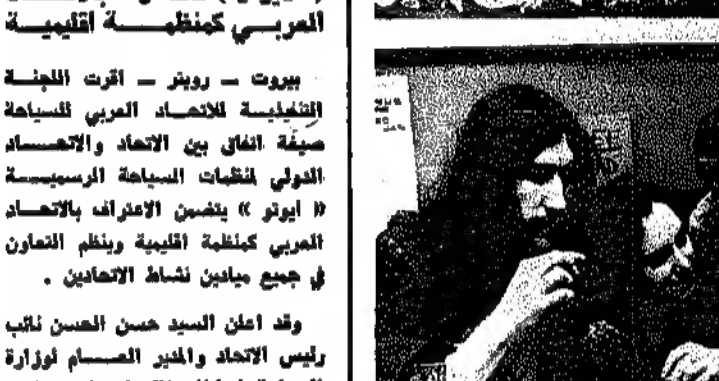 العربي كمنظمة اقليمية
بيروت ــ رويتر ــ اقرت اللجنة
التنفيذية للاتحاد العربي للسياحة
صيغة اتفاق بين الاتحاد والاتحاد
الدولي لمنظمات السياحة الرسمية
(( ايوتو )) يتضمن الاعتراف بالاتحاد
العربي كمنظمة اقليمية وينظم التعاون
في جميع ميادين نشاط الاتحادين .
وقد اعلن السيد حسن الحسن نائب
رئيس الاتحاد والمدير العام لوزارة